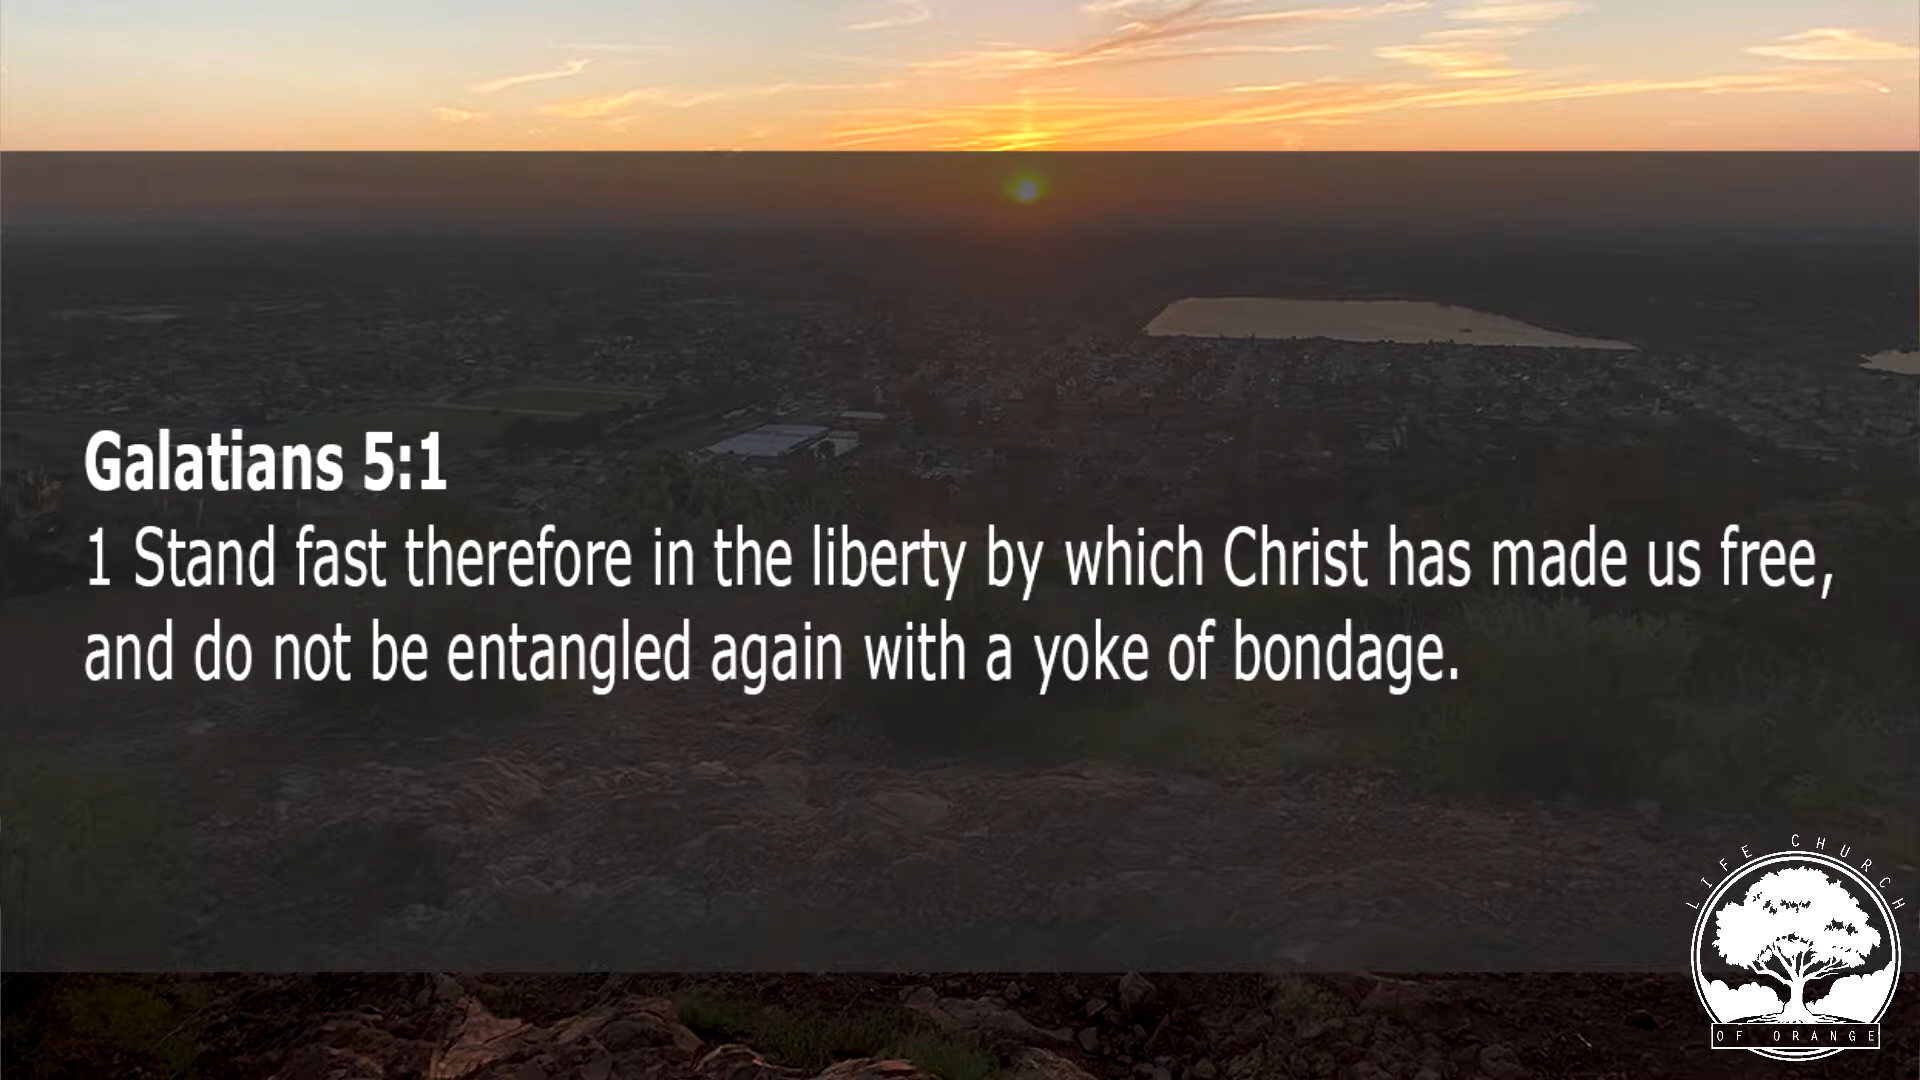 Galatians 5:1
1 Stand fast therefore in the liberty by which Christ has made us free,
and do not be entangled again with a yoke of bondage.
LIFE CHURCH
OF ORANGE